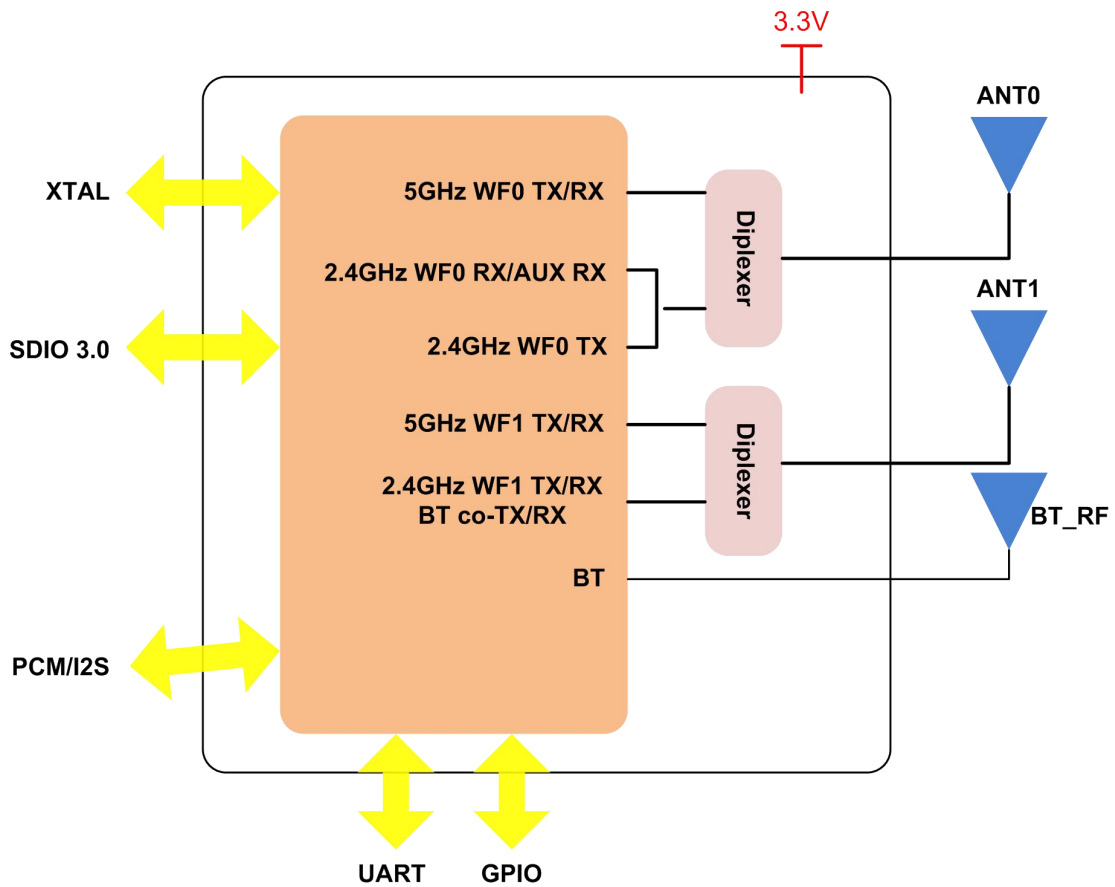 3.3V
ANT0
XTAL
5GHz WF0 TX/RX
Diplexer
2.4GHz WF0 RX/AUX RX
ANT1
SDIO 3.0
2.4GHz WF0 TX
5GHz WF1 TX/RX
Diplexer
2.4GHz WF1 TX/RX
BT co-TX/RX
BT_RF
BT
PCM/I2S
UART
GPIO